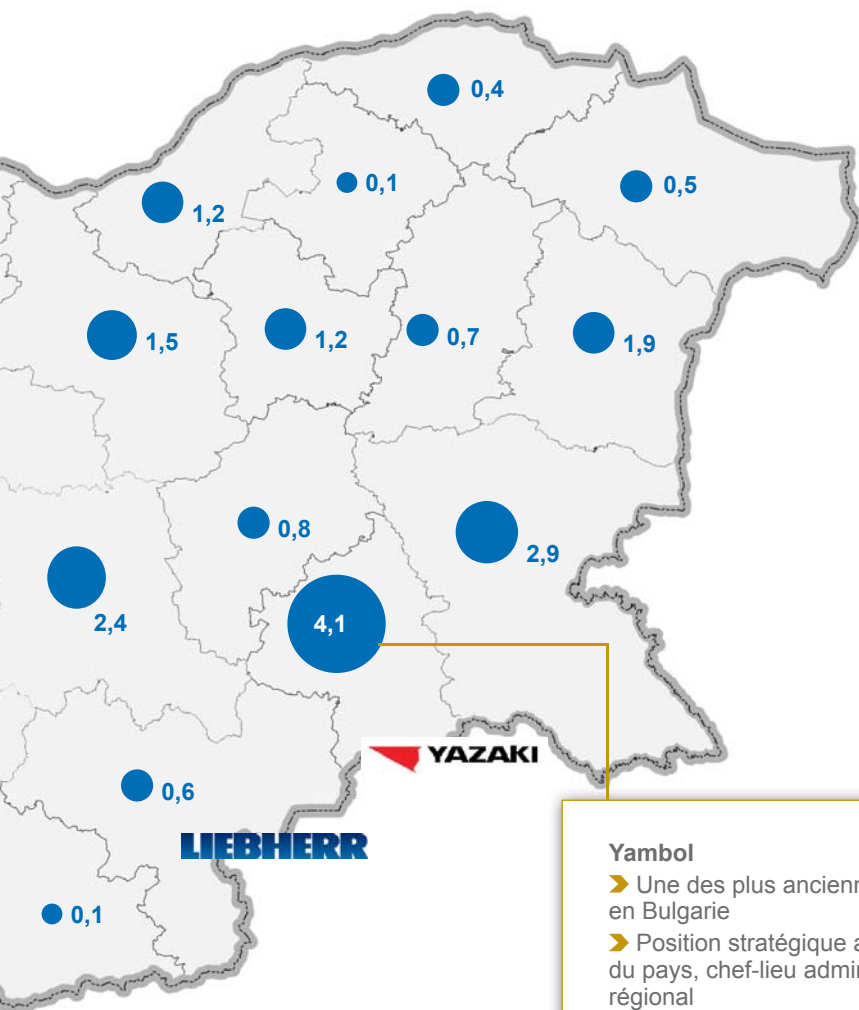 0,4
0,1
0,5
1,2
1,5
1,2
0,7
1,9
0,8
2,9
2,4
4,1
YAZAKI
0,6
LIEBHERR
0,1
Yambol
Une des plus ancienn
en Bulgarie
Position stratégique a
du pays, chef-lieu admin
régional